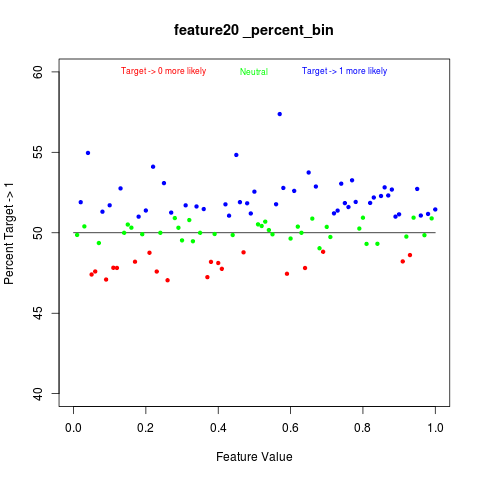 feature20 _percent_bin
Target -> 0 more likely
Neutral
Target -> 1 more likely
Percent Target -> 1
60
55
50
45
40
0.0
0.2
0.4
0.6
0.8
1.0
Feature Value